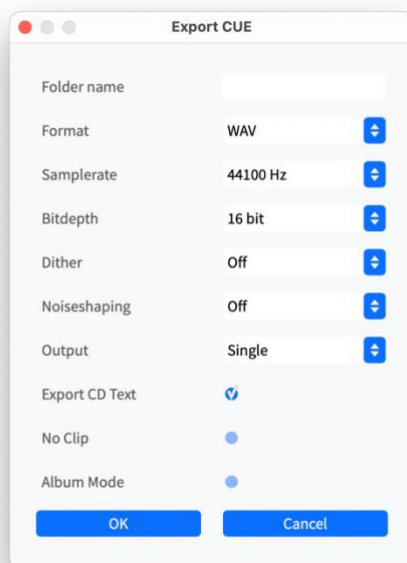 Export CUE
Folder name
Format WAV
Samplerate 44100 Hz
Bitdepth 16 bit
Dither Off
Noiseshaping Off
Output Single
Export CD Text
No Clip
Album Mode
OK Cancel